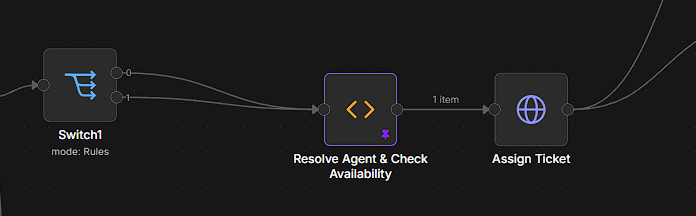 0
1
1 item
Switch1
mode: Rules
Resolve Agent & Check
Availability
Assign Ticket